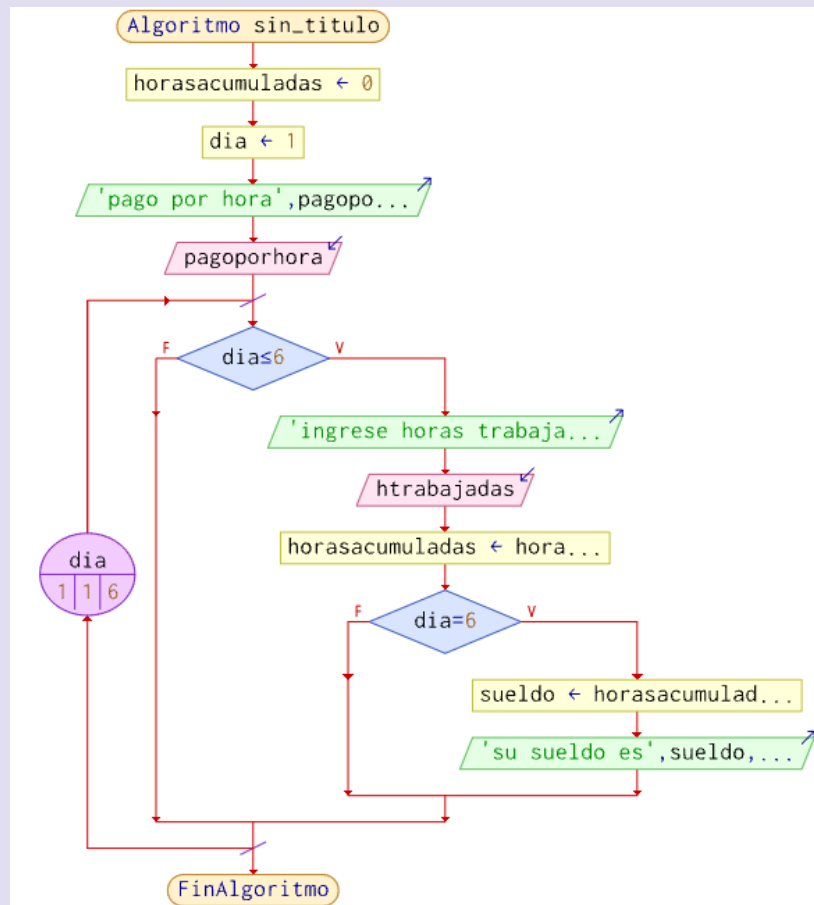 Algoritmo sin_titulo
horasacumuladas ← 0
dia ← 1
'pago por hora',pagopo...
pagoporhora
F
dia≤6
V
'ingrese horas trabaja...
htrabajadas
horasacumuladas ← hora...
dia
1 1 6
F
dia=6
V
sueldo ← horasacumulad...
'su sueldo es',sueldo,...
FinAlgoritmo